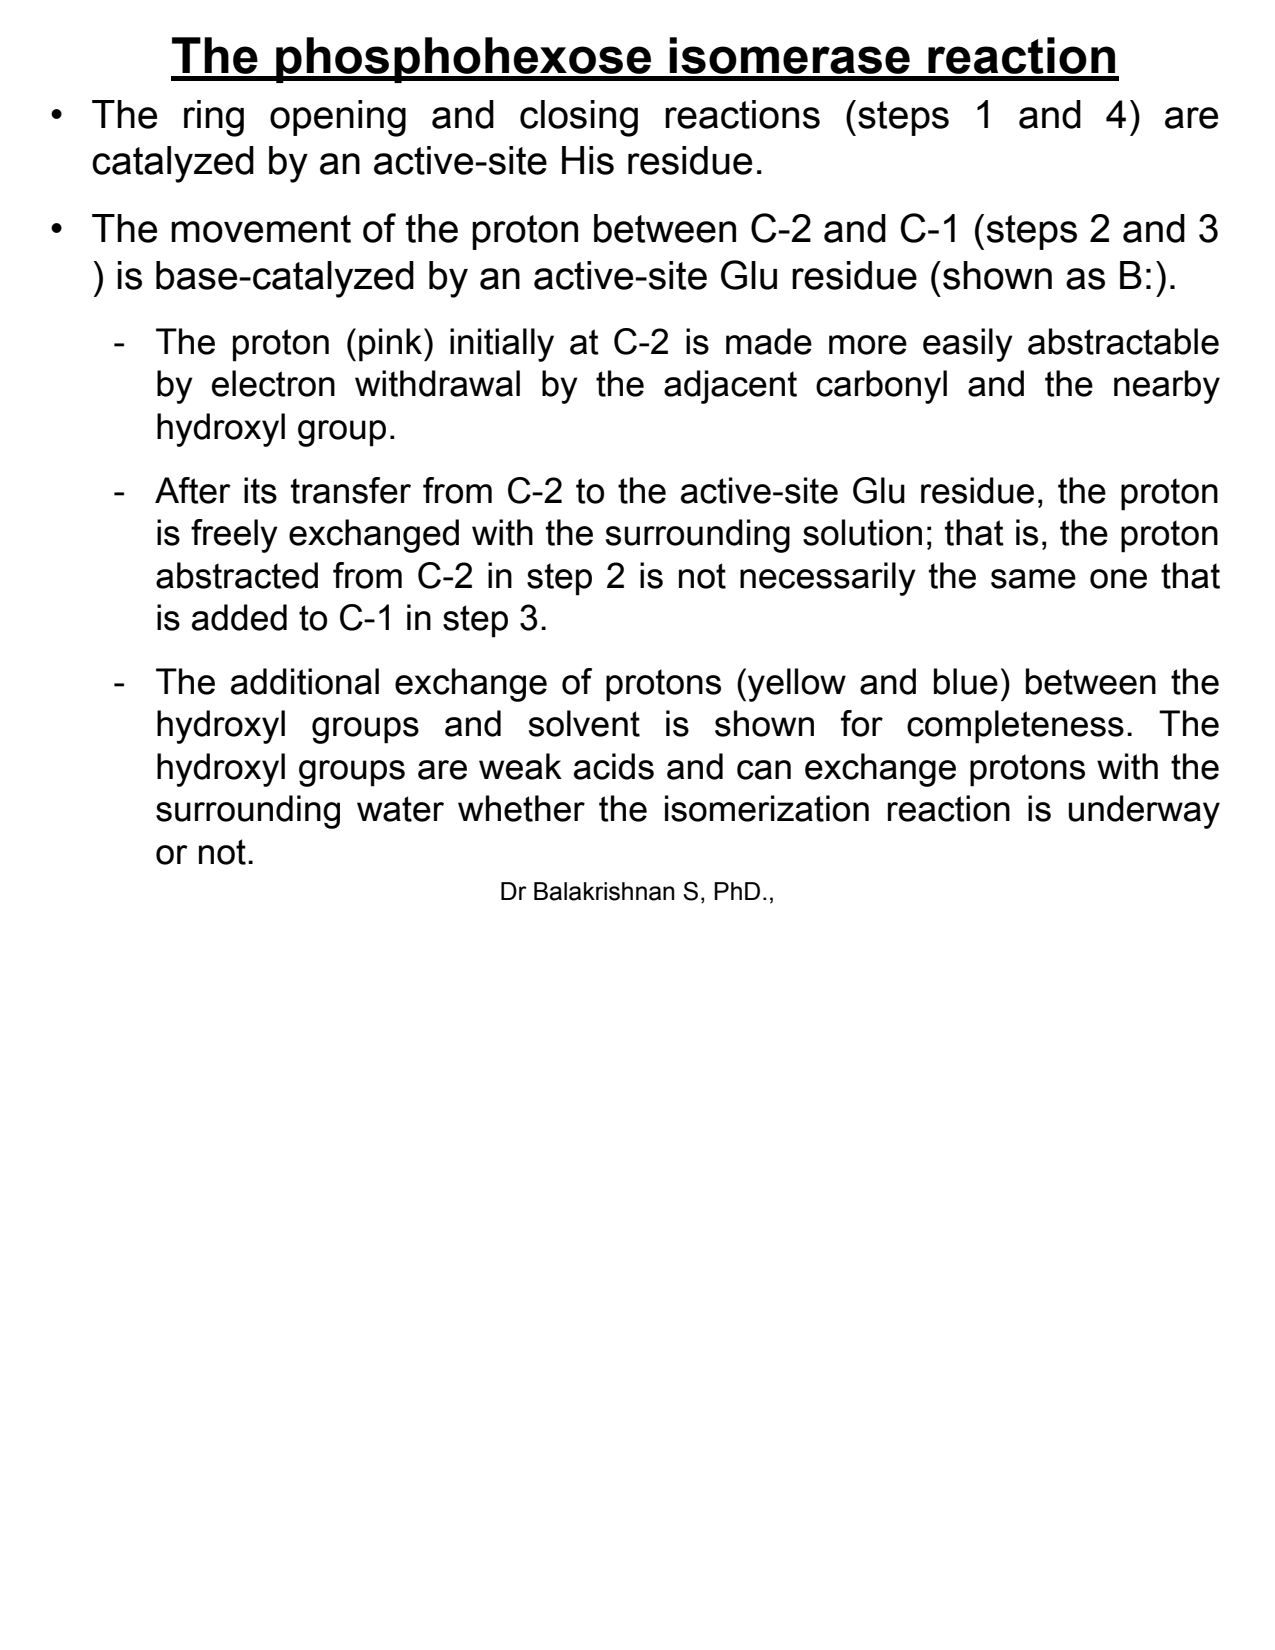 The phosphohexose isomerase reaction
• The ring opening and closing reactions (steps 1 and 4) are
catalyzed by an active-site His residue.
• The movement of the proton between C-2 and C-1 (steps 2 and 3
) is base-catalyzed by an active-site Glu residue (shown as B:).
- The proton (pink) initially at C-2 is made more easily abstractable
by electron withdrawal by the adjacent carbonyl and the nearby
hydroxyl group.
- After its transfer from C-2 to the active-site Glu residue, the proton
is freely exchanged with the surrounding solution; that is, the proton
abstracted from C-2 in step 2 is not necessarily the same one that
is added to C-1 in step 3.
- The additional exchange of protons (yellow and blue) between the
hydroxyl groups and solvent is shown for completeness. The
hydroxyl groups are weak acids and can exchange protons with the
surrounding water whether the isomerization reaction is underway
or not.
Dr Balakrishnan S, PhD.,